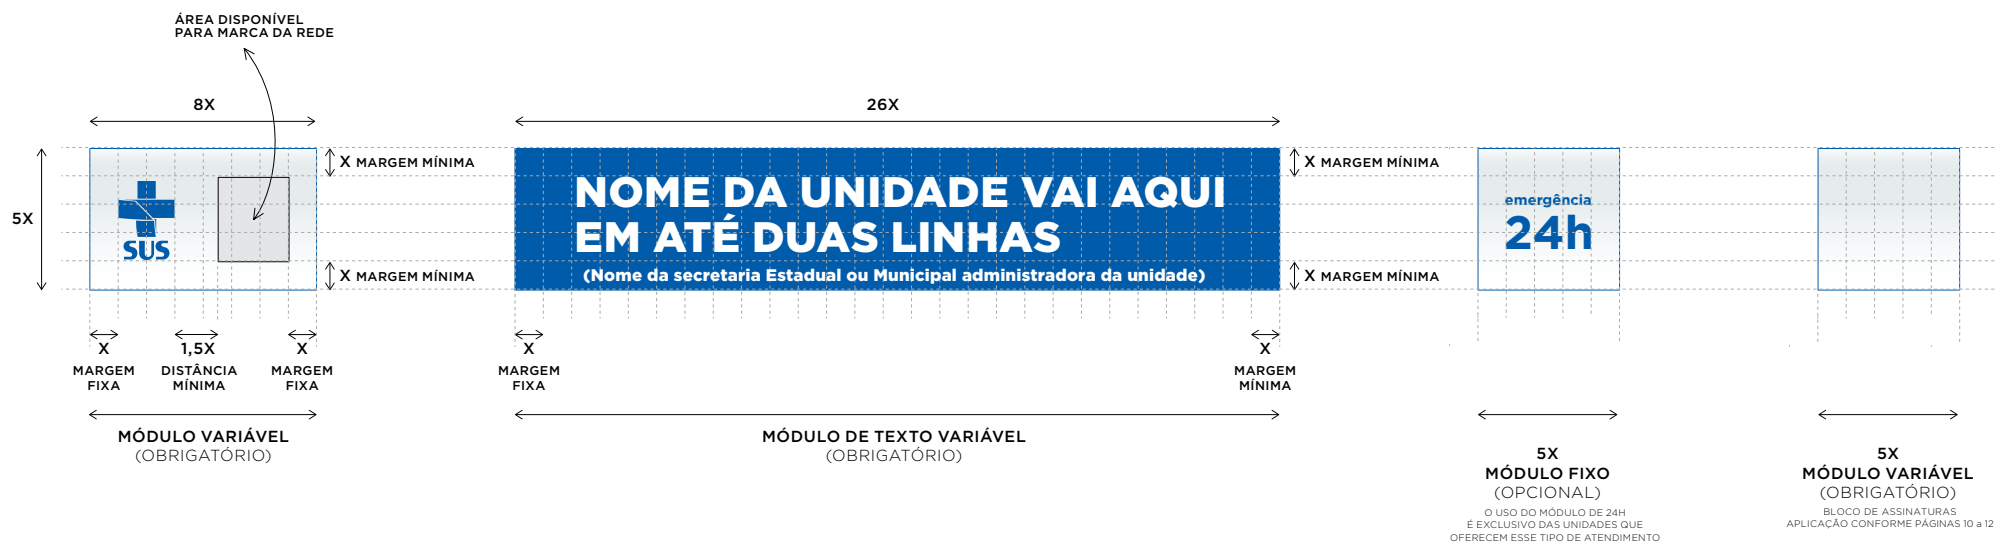 ÁREA DISPONÍVEL
PARA MARCA DA REDE
8X
26X
5X
X MARGEM MÍNIMA
X MARGEM MÍNIMA
SUS
NOME DA UNIDADE VAI AQUI
EM ATÉ DUAS LINHAS
(Nome da secretaria Estadual ou Municipal administradora da unidade)
X MARGEM MÍNIMA
X MARGEM MÍNIMA
emergência
24h
X
MARGEM
FIXA
1,5X
DISTÂNCIA
MÍNIMA
X
MARGEM
FIXA
X
MARGEM
FIXA
X
MARGEM
MÍNIMA
MÓDULO VARIÁVEL
(OBRIGATÓRIO)
MÓDULO DE TEXTO VARIÁVEL
(OBRIGATÓRIO)
5X
MÓDULO FIXO
(OPCIONAL)
O USO DO MÓDULO DE 24H
É EXCLUSIVO DAS UNIDADES QUE
OFERECEM ESSE TIPO DE ATENDIMENTO
5X
MÓDULO VARIÁVEL
(OBRIGATÓRIO)
BLOCO DE ASSINATURAS
APLICAÇÃO CONFORME PÁGINAS 10 a 12